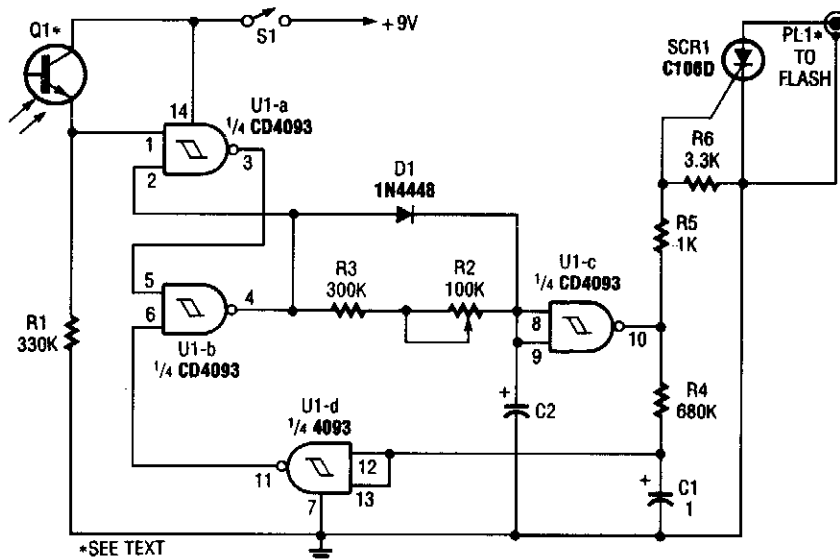 Q1*
S1
+9V
SCR1
C106D
PL1*
TO
FLASH
14
U1-a
1/4 CD4093
1
2
3
R6
3.3K
D1
1N4448
R5
1K
5
6
4
R3
300K
R2
100K
U1-c
1/4 CD4093
8
9
10
R1
330K
U1-b
1/4 CD4093
R4
680K
U1-d
1/4 4093
+
C2
11
12
13
7
+
C1
1
*SEE TEXT